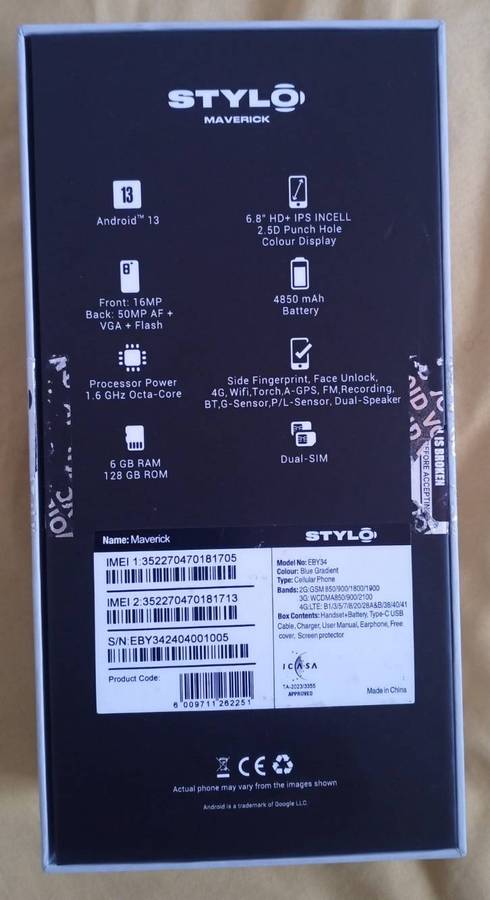 STYLO
MAVERICK
13
Android™ 13
6.8" HD+ IPS INCELL
2.5D Punch Hole
Colour Display
Front: 16MP
Back: 50MP AF +
VGA + Flash
4850 mAh
Battery
Processor Power
1.6 GHz Octa-Core
Side Fingerprint, Face Unlock,
4G, Wifi,Torch,A-GPS, FM,Recording,
BT,G-Sensor,P/L-Sensor, Dual-Speaker
6 GB RAM
128 GB ROM
Dual-SIM
IS BROKEN
Name: Maverick
STYLO
IMEI 1:352270470181705
IMEI 2:352270470181713
S/N:EBY342404001005
Product Code:
6 009711 262251
Model No: EBY34
Colour: Blue Gradient
Type: Cellular Phone
Bands: 2G:GSM 850/900/1800/1900
3G: WCDMA850/900/2100
4G:LTE: B1/3/5/7/8/20/28A&B/38/40/41
Box Contents: Handset+Battery, Type-C USB
Cable, Charger, User Manual, Earphone, Free
cover, Screen protector
ICASA
TA-2023/3355
APPROVED
Made in China
CE
Actual phone may vary from the images shown
Android is a trademark of Google LLC.